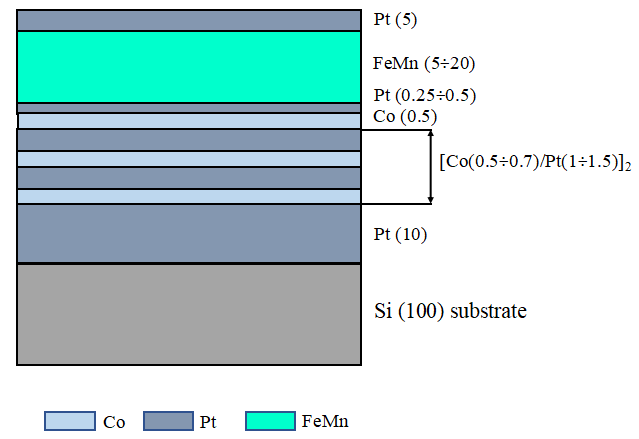 Pt (5)
FeMn (5÷20)
Pt (0.25÷0.5)
Co (0.5)
[Co(0.5÷0.7)/Pt(1÷1.5)]₂
Pt (10)
Si (100) substrate
Co Pt FeMn